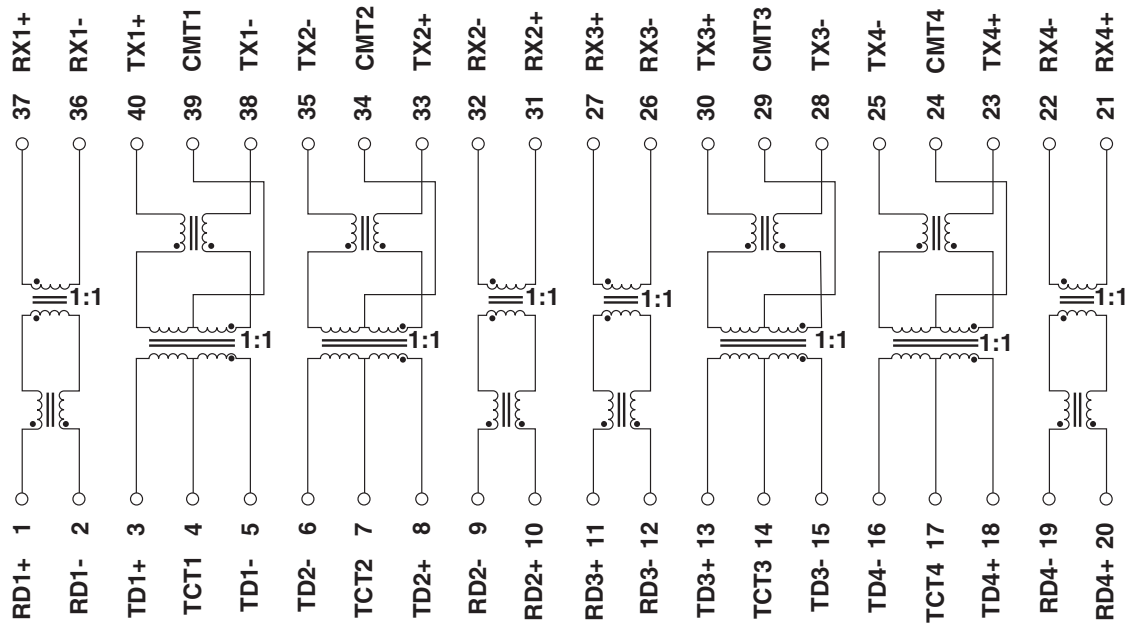 RX1+ RX1- TX1+ CMT1 TX1- TX2- CMT2 TX2+ RX2- RX2+ RX3+ RX3- TX3+ CMT3 TX3- TX4- CMT4 TX4+ RX4- RX4+
37 36 40 39 38 35 34 33 32 31 27 26 30 29 28 25 24 23 22 21
1:1 1:1 1:1 1:1
1:1 1:1 1:1 1:1
1 2 3 4 5 6 7 8 9 10 11 12 13 14 15 16 17 18 19 20
RD1+ RD1- TD1+ TCT1 TD1- TD2- TCT2 TD2+ RD2- RD2+ RD3+ RD3- TD3+ TCT3 TD3- TD4- TCT4 TD4+ RD4- RD4+